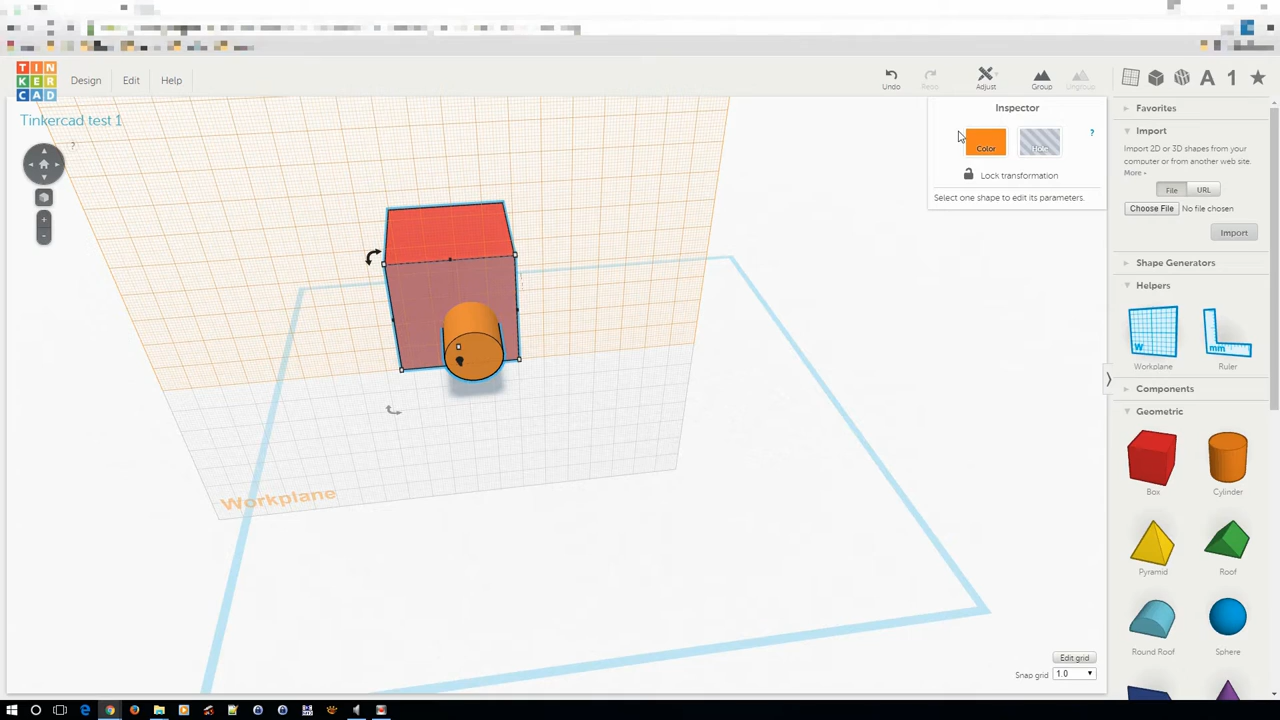 TIN
KER
CAD
Design
Edit
Help
Undo
Redo
Adjust
Group
Ungroup
Tinkercad test 1
?
Inspector
Color
Hole
?
Lock transformation
Select one shape to edit its parameters.
Favorites
Import
Import 2D or 3D shapes from your
computer or from another web site.
More
File
URL
Choose File
No file chosen
Import
Shape Generators
Helpers
W
mm
Workplane
Ruler
Components
Geometric
Box
Cylinder
Pyramid
Roof
Round Roof
Sphere
Workplane
Edit grid
Snap grid
1.0